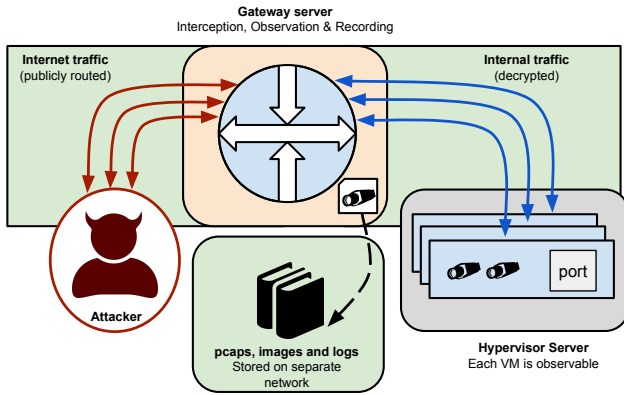 Gateway server
Interception, Observation & Recording
Internet traffic
(publicly routed)
Internal traffic
(decrypted)
Attacker
port
pcaps, images and logs
Stored on separate
network
Hypervisor Server
Each VM is observable